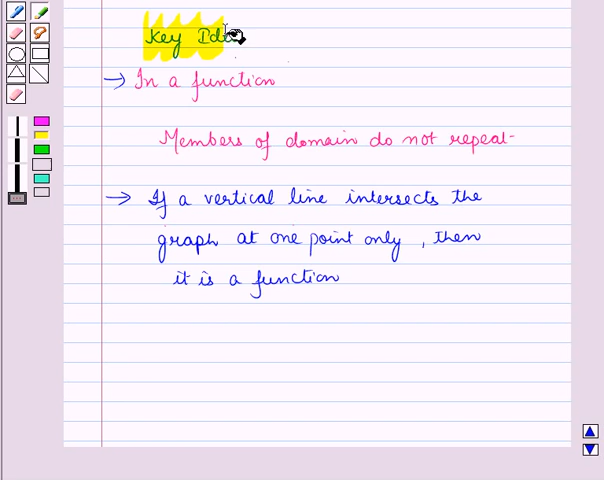 Key
→ In a function
Members of domain do not repeat
→ If a vertical line intersects the
graph at one point only, then
it is a function